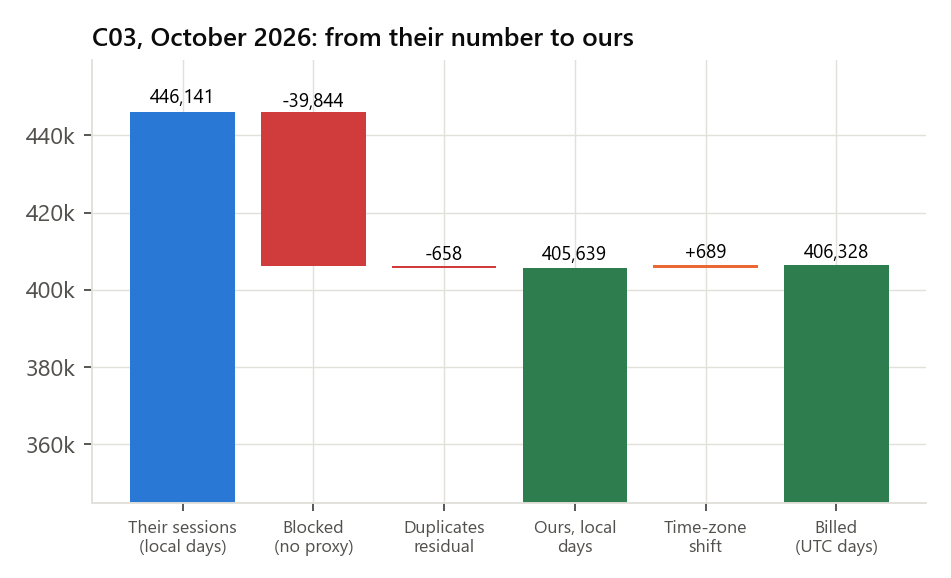 C03, October 2026: from their number to ours
446,141
-39,844
-658
405,639
+689
406,328
440k
420k
400k
380k
360k
Their sessions
(local days)
Blocked
(no proxy)
Duplicates
residual
Ours, local
days
Time-zone
shift
Billed
(UTC days)